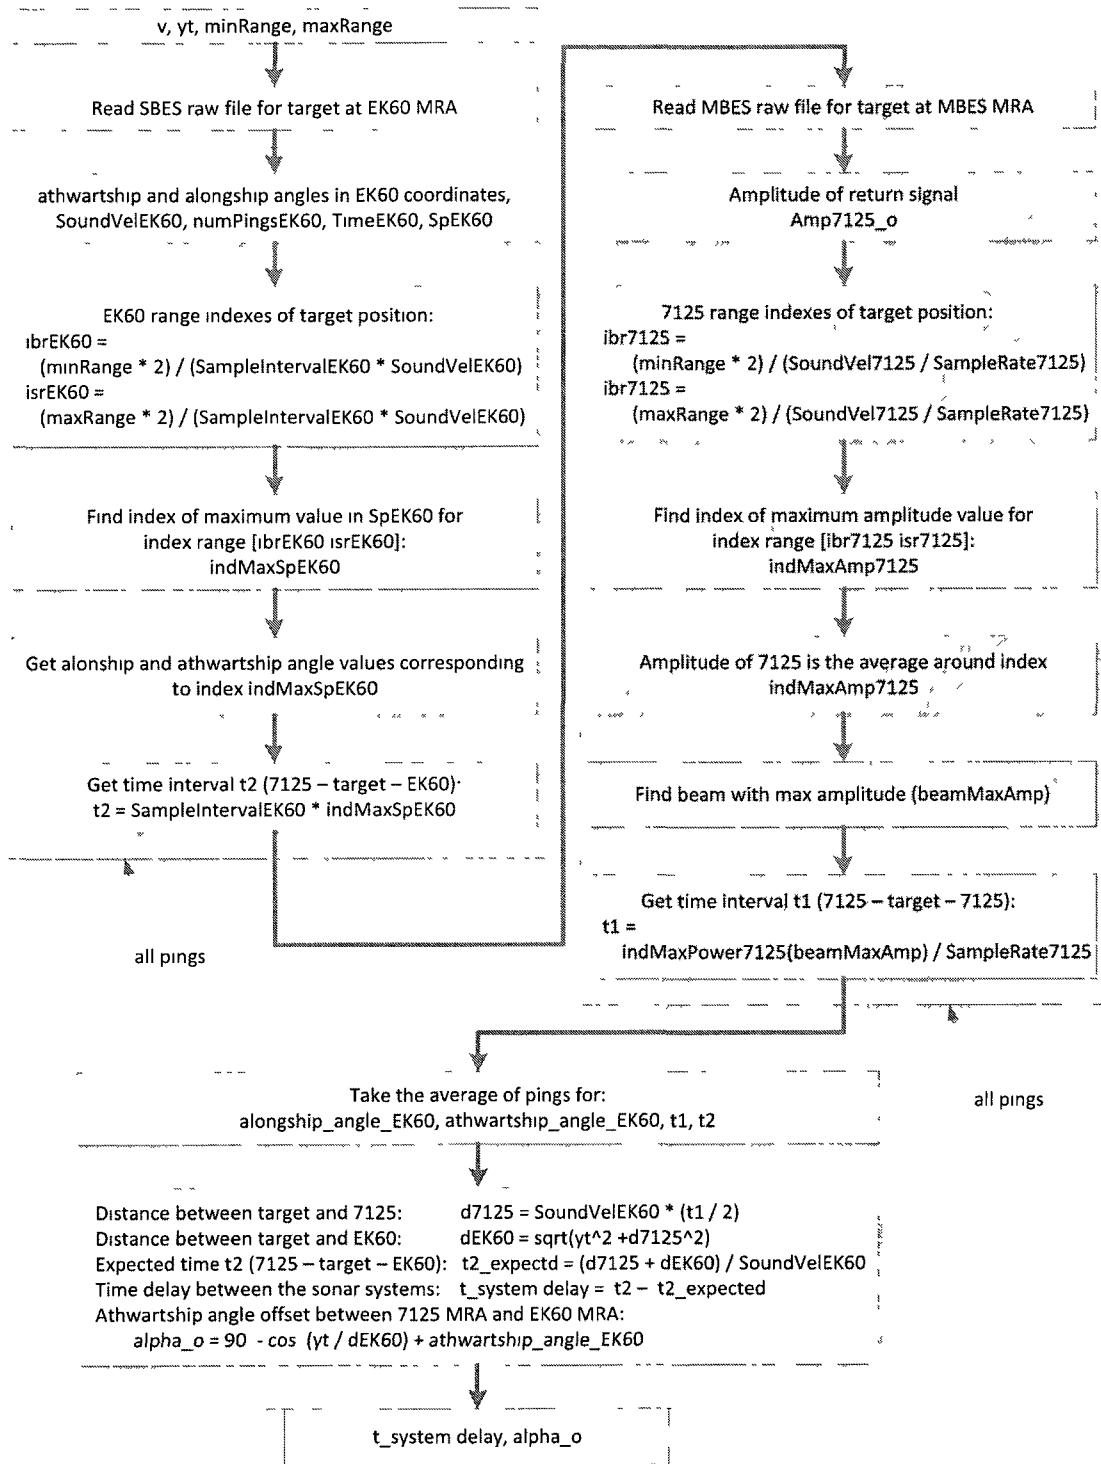 v, yt, minRange, maxRange
Read SBES raw file for target at EK60 MRA
athwartship and alongship angles in EK60 coordinates,
SoundVelEK60, numPingsEK60, TimeEK60, SpEK60
EK60 range indexes of target position:
ibrEK60 =
(minRange * 2) / (SampleIntervalEK60 * SoundVelEK60)
isrEK60 =
(maxRange * 2) / (SampleIntervalEK60 * SoundVelEK60)
Find index of maximum value in SpEK60 for
index range [ibrEK60 isrEK60]:
indMaxSpEK60
Get alonship and athwartship angle values corresponding
to index indMaxSpEK60
Get time interval t2 (7125 – target – EK60):
t2 = SampleIntervalEK60 * indMaxSpEK60
all pings
Read MBES raw file for target at MBES MRA
Amplitude of return signal
Amp7125_o
7125 range indexes of target position:
ibr7125 =
(minRange * 2) / (SoundVel7125 / SampleRate7125)
ibr7125 =
(maxRange * 2) / (SoundVel7125 / SampleRate7125)
Find index of maximum amplitude value for
index range [ibr7125 isr7125]:
indMaxAmp7125
Amplitude of 7125 is the average around index
indMaxAmp7125
Find beam with max amplitude (beamMaxAmp)
Get time interval t1 (7125 – target – 7125):
t1 =
indMaxPower7125(beamMaxAmp) / SampleRate7125
all pings
Take the average of pings for:
alongship_angle_EK60, athwartship_angle_EK60, t1, t2
Distance between target and 7125: d7125 = SoundVelEK60 * (t1 / 2)
Distance between target and EK60: dEK60 = sqrt(yt^2 +d7125^2)
Expected time t2 (7125 – target – EK60): t2_expectd = (d7125 + dEK60) / SoundVelEK60
Time delay between the sonar systems: t_system delay = t2 – t2_expected
Athwartship angle offset between 7125 MRA and EK60 MRA:
alpha_o = 90 - cos (yt / dEK60) + athwartship_angle_EK60
t_system delay, alpha_o